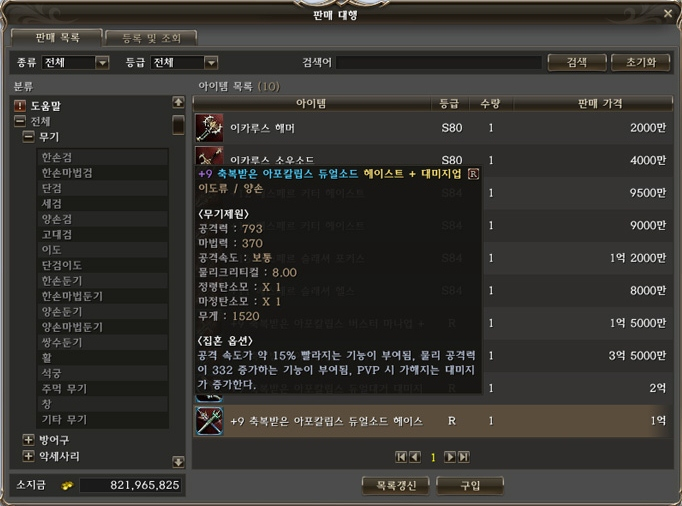 판매 대행
판매 목록
등록 및 조회
종류 전체
등급 전체
검색어
검색
초기화
분류
도움말
전체
무기
한손검
한손마법검
단검
세검
양손검
고대검
이도
단검이도
한손둔기
한손마법둔기
양손둔기
양손마법둔기
쌍수둔기
활
석궁
주먹 무기
창
기타 무기
방어구
악세사리
소지금 821,965,825
아이템 목록 (10)
아이템 등급 수량 판매 가격
이카루스 해머 S80 1 2000만
이카루스 소우소드 S80 1 4000만
S84 1 9500만
S84 1 9000만
S84 1 1억 2000만
S84 1 8000만
R 1 1억 5000만
R 1 3억 5000만
1 2억
+9 축복받은 아포칼립스 듀얼소드 헤이스 R 1 1억
+9 축복받은 아포칼립스 듀얼소드 헤이스트 + 대미지업 R
이도류 / 양손
<무기제원>
공격력 : 793
마법력 : 370
공격속도 : 보통
물리크리티컬 : 8.00
정령탄소모 : X 1
마정탄소모 : X 1
무게 : 1520
<집혼 옵션>
공격 속도가 약 15% 빨라지는 기능이 부여됨, 물리 공격력
이 332 증가하는 기능이 부여됨, PVP 시 가해지는 대미지
가 증가한다.
1
목록갱신
구입